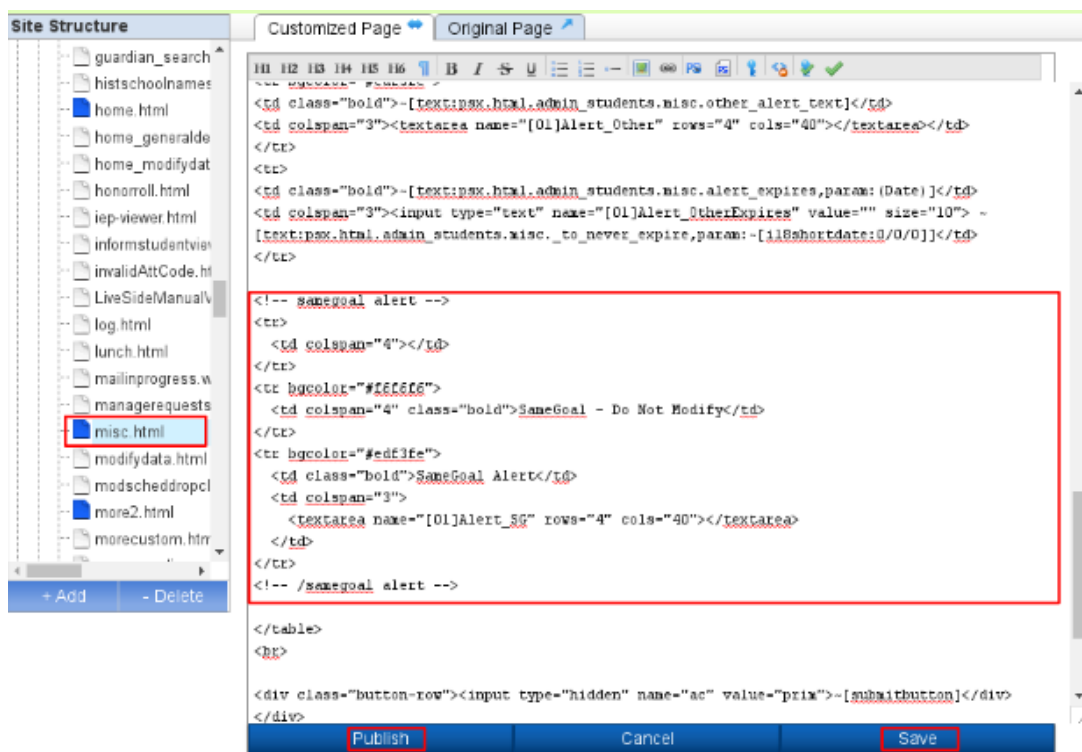 Site Structure
Customized Page
Original Page
guardian_search
histschoolnames
home.html
home_generalde
home_modifydat
honorroll.html
iep-viewer.html
informstudentview
invalidAttCode.ht
LiveSideManualV
log.html
lunch.html
mailinprogress.w
managerequests
misc.html
modifydata.html
modscheddropcl
more2.html
morecustom.htm
+ Add
- Delete
H1 H2 H3 H4 H5 H6 ¶ B I S U
<td class="bold">~[text:psx.html.admin_students.misc.other_alert_text]</td>
<td colspan="3"><textarea name="[01]Alert_Other" rows="4" cols="40"></textarea></td>
</tr>
<tr>
<td class="bold">~[text:psx.html.admin_students.misc.alert_expires,param:(Date)]</td>
<td colspan="3"><input type="text" name="[01]Alert_OtherExpires" value="" size="10"> ~
[text:psx.html.admin_students.misc._to_never_expire,param:~[i18shortdate:0/0/0]]</td>
</tr>
<!-- samegoal alert -->
<tr>
<td colspan="4"></td>
</tr>
<tr bgcolor="#f6f6f6">
<td colspan="4" class="bold">SameGoal - Do Not Modify</td>
</tr>
<tr bgcolor="#edf3fe">
<td class="bold">SameGoal Alert</td>
<td colspan="3">
<textarea name="[01]Alert_SG" rows="4" cols="40"></textarea>
</td>
</tr>
<!-- /samegoal alert -->
</table>
<br>
<div class="button-row"><input type="hidden" name="ac" value="prim">~[submitbutton]</div>
</div>
Publish
Cancel
Save